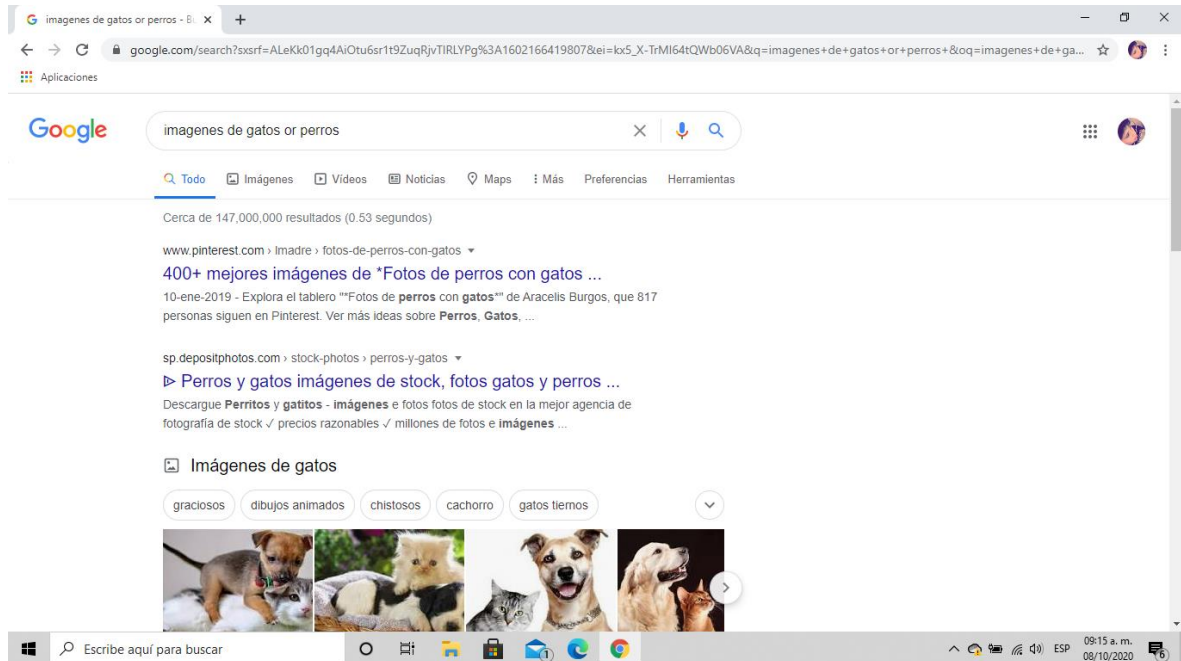 imagenes de gatos or perros - Bu
google.com/search?sxsrf=ALeKk01gq4AiOtu6sr1t9ZuqRjvTlRLYPg%3A1602166419807&ei=kx5_X-TrMI64tQWb06VA&q=imagenes+de+gatos+or+perros+&oq=imagenes+de+ga...
Aplicaciones
Google
imagenes de gatos or perros
Todo Imágenes Vídeos Noticias Maps Más Preferencias Herramientas
Cerca de 147,000,000 resultados (0.53 segundos)
www.pinterest.com › lmadre › fotos-de-perros-con-gatos
400+ mejores imágenes de *Fotos de perros con gatos ...
10-ene-2019 - Explora el tablero "*Fotos de perros con gatos*" de Aracelis Burgos, que 817
personas siguen en Pinterest. Ver más ideas sobre Perros, Gatos, ...
sp.depositphotos.com › stock-photos › perros-y-gatos
ᐈ Perros y gatos imágenes de stock, fotos gatos y perros ...
Descargue Perritos y gatitos - imágenes e fotos fotos de stock en la mejor agencia de
fotografía de stock ✓ precios razonables ✓ millones de fotos e imágenes ...
Imágenes de gatos
graciosos dibujos animados chistosos cachorro gatos tiernos
Escribe aquí para buscar
1
ESP
09:15 a. m.
08/10/2020
6